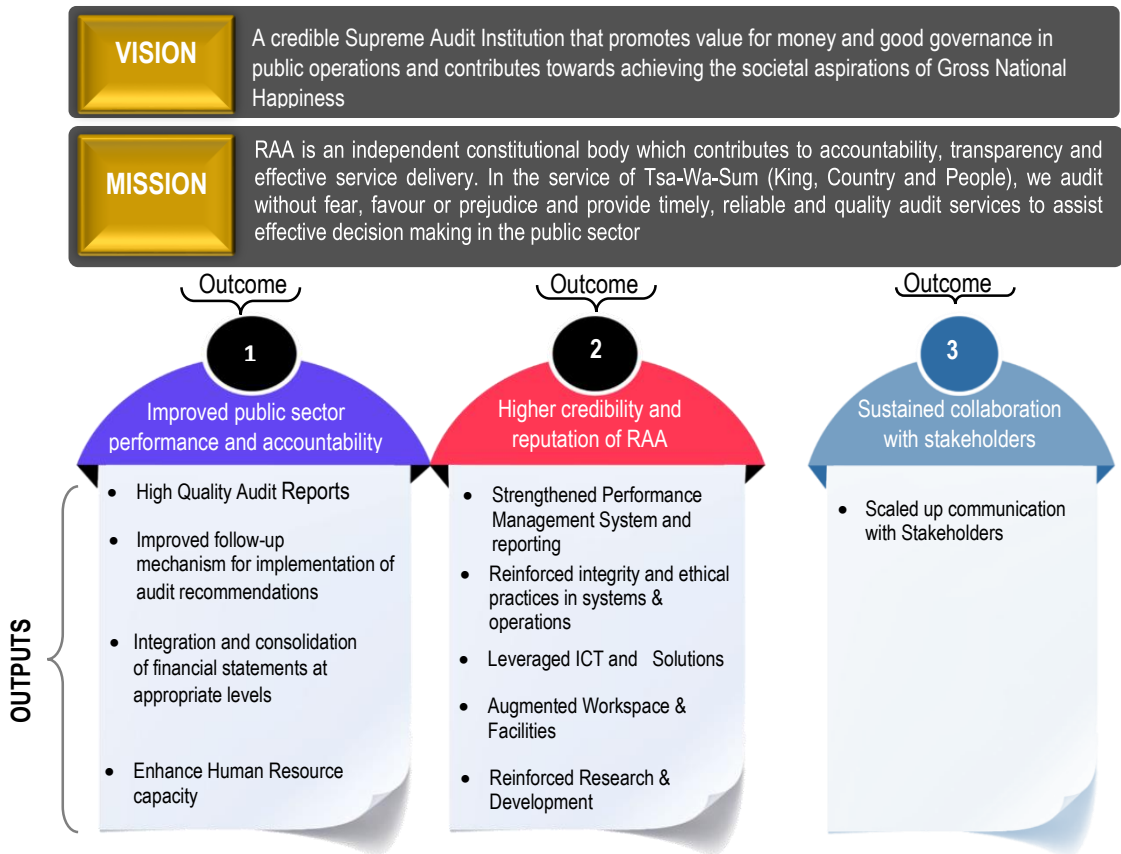 VISION
A credible Supreme Audit Institution that promotes value for money and good governance in
public operations and contributes towards achieving the societal aspirations of Gross National
Happiness
MISSION
RAA is an independent constitutional body which contributes to accountability, transparency and
effective service delivery. In the service of Tsa-Wa-Sum (King, Country and People), we audit
without fear, favour or prejudice and provide timely, reliable and quality audit services to assist
effective decision making in the public sector
Outcome
1
Improved public sector
performance and accountability
Outcome
2
Higher credibility and
reputation of RAA
Outcome
3
Sustained collaboration
with stakeholders
OUTPUTS
• High Quality Audit Reports
• Improved follow-up
mechanism for implementation of
audit recommendations
• Integration and consolidation
of financial statements at
appropriate levels
• Enhance Human Resource
capacity
• Strengthened Performance
Management System and
reporting
• Reinforced integrity and ethical
practices in systems &
operations
• Leveraged ICT and Solutions
• Augmented Workspace &
Facilities
• Reinforced Research &
Development
• Scaled up communication
with Stakeholders